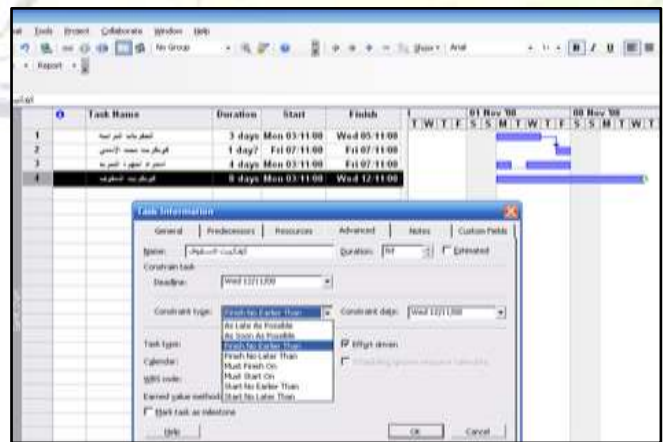 Tools Project Collaborate Window Help
No Group Show Arial B I U
Report
Task Name Duration Start Finish 01 Nov '08 08 Nov '08
T W T F S S M T W T F S S M T W T
1 3 days Mon 03/11/08 Wed 05/11/08
2 1 day? Fri 07/11/08 Fri 07/11/08
3 4 days Mon 03/11/08 Fri 07/11/08
4 8 days Mon 03/11/08 Wed 12/11/08
Task Information
General Predecessors Resources Advanced Notes Custom Fields
Name: Duration: Estimated
Constrain task
Deadline: Wed 12/11/08
Constraint type: Finish No Earlier Than Constraint date: Wed 12/11/08
As Late As Possible
As Soon As Possible
Task type: Finish No Earlier Than Effort driven
Finish No Later Than
Calendar: Must Finish On Scheduling ignores resource calendars
Must Start On
WBS code: Start No Earlier Than
Earned value method: Start No Later Than
Mark task as milestone
Help OK Cancel